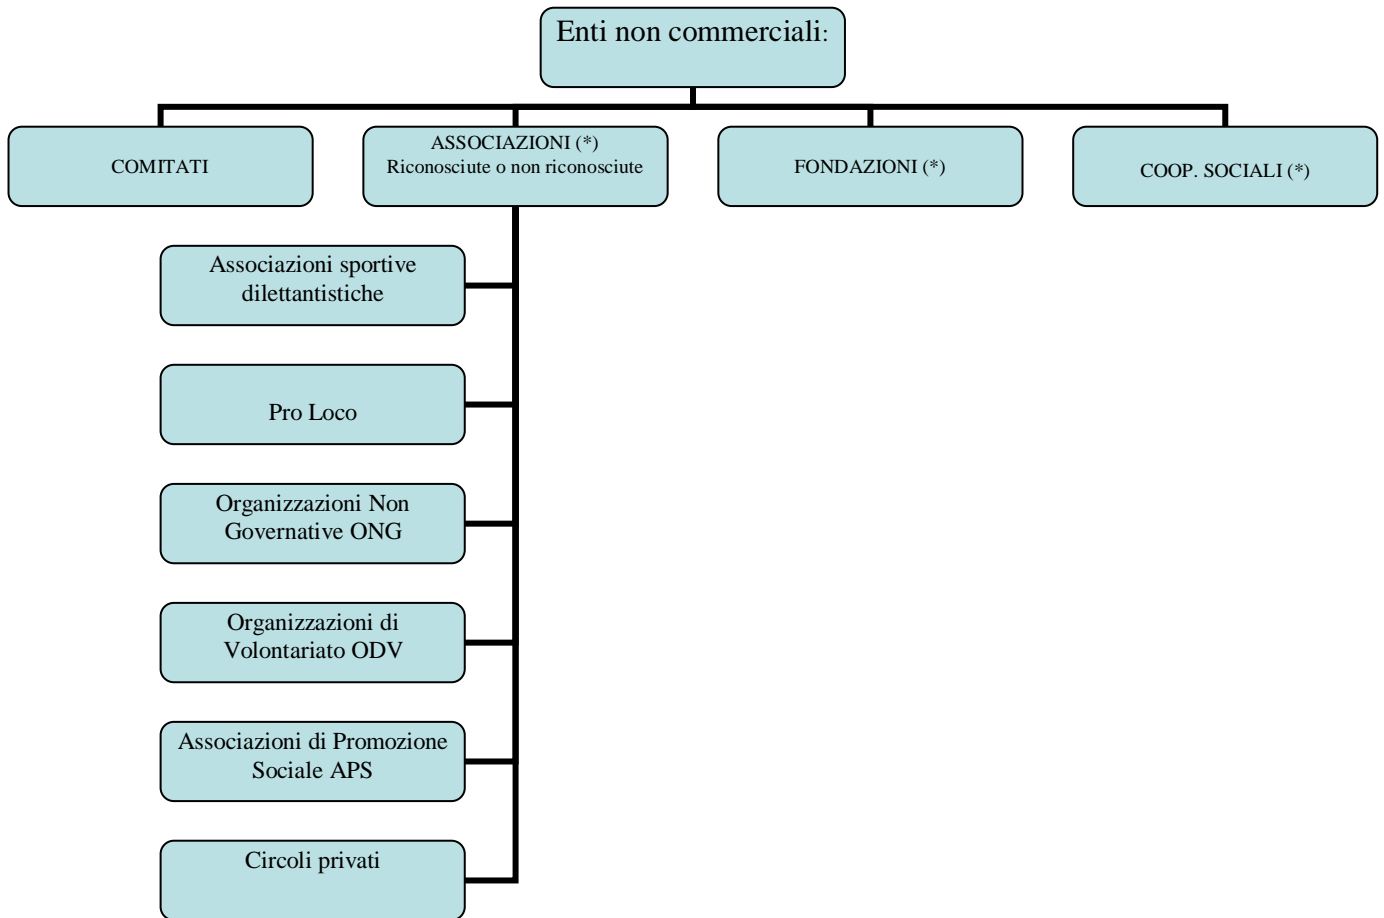 Enti non commerciali:
COMITATI
ASSOCIAZIONI (*)
Riconosciute o non riconosciute
FONDAZIONI (*)
COOP. SOCIALI (*)
Associazioni sportive
dilettantistiche
Pro Loco
Organizzazioni Non
Governative ONG
Organizzazioni di
Volontariato ODV
Associazioni di Promozione
Sociale APS
Circoli privati